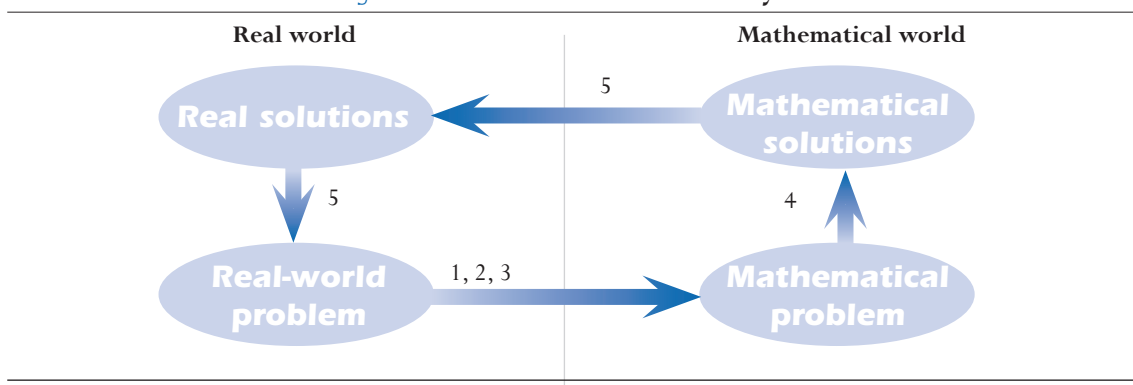 Real world
Mathematical world
Real solutions
5
Mathematical
solutions
5
4
Real-world
problem
1, 2, 3
Mathematical
problem